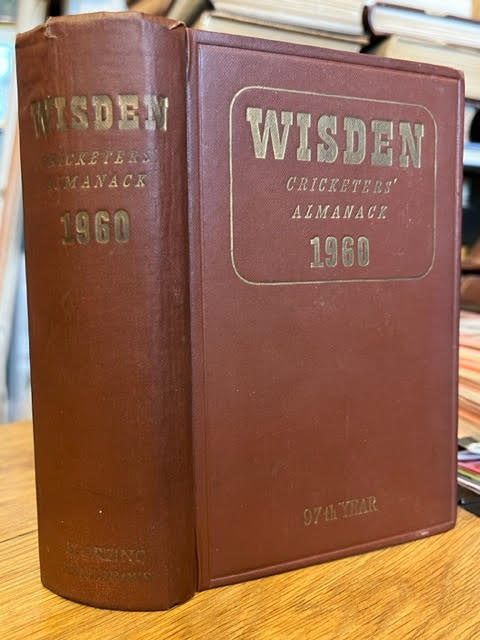 WISDEN
CRICKETERS'
ALMANACK
1960
WISDEN
CRICKETERS'
ALMANACK
1960
97th YEAR